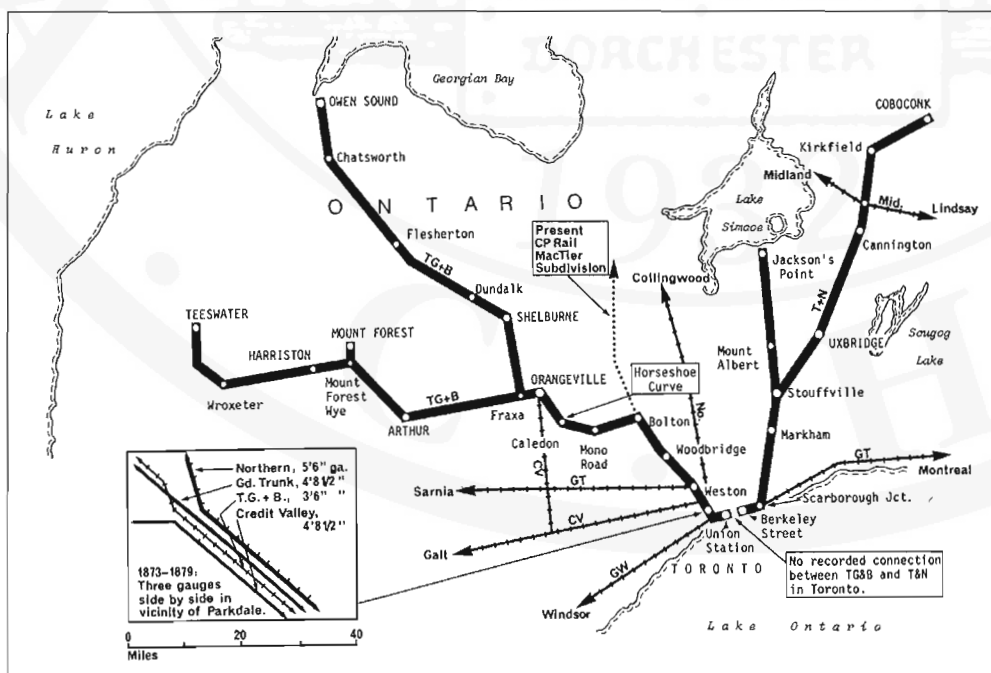 DORCHESTER
Lake
Huron
Georgian Bay
OWEN SOUND
Chatsworth
ONTARIO
Flesherton
TG+B
Dundalk
SHELBURNE
TEESWATER
MOUNT FOREST
HARRISTON
Wroxeter
Mount
Forest
Wye
ARTHUR
TG+B
Fraxa
ORANGEVILLE
Horseshoe
Curve
Caledon
Mono
Road
Bolton
Woodbridge
Weston
Present
CP Rail
MacTier
Subdivision
Collingwood
No.
COBOCONK
Kirkfield
Midland
Mid.
Lindsay
Cannington
Lake
Simcoe
Jackson's
Point
T+N
Mount
Albert
UXBRIDGE
Sougog
Lake
Stouffville
Markham
GT
Montreal
Scarborough Jct.
Berkeley
Street
Union
Station
TORONTO
No recorded connection
between TG&B and T&N
in Toronto.
Sarnia
GT
CV
CV
Galt
GW
Windsor
Lake Ontario
Northern, 5'6" ga.
Gd. Trunk, 4'8 1/2"
T.G.+B., 3'6" "
Credit Valley,
4'8 1/2"
1873-1879:
Three gauges
side by side in
vicinity of Parkdale.
0 20 40
Miles